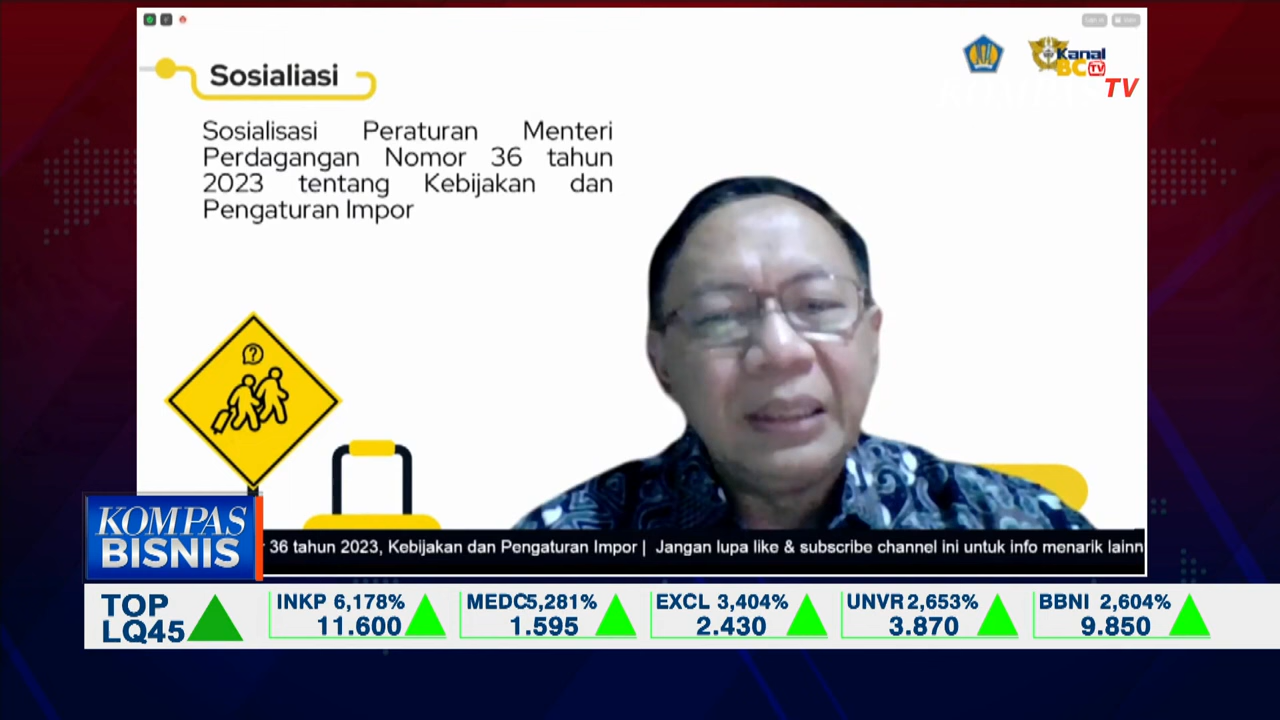 Kanal
BC TV
KOMPAS TV
Sosialiasi
Sosialisasi Peraturan Menteri
Perdagangan Nomor 36 tahun
2023 tentang Kebijakan dan
Pengaturan Impor
?
KOMPAS
BISNIS
36 tahun 2023, Kebijakan dan Pengaturan Impor | Jangan lupa like & subscribe channel ini untuk info menarik lainn
TOP
LQ45
INKP 6,178%
11.600
MEDC5,281%
1.595
EXCL 3,404%
2.430
UNVR 2,653%
3.870
BBNI 2,604%
9.850